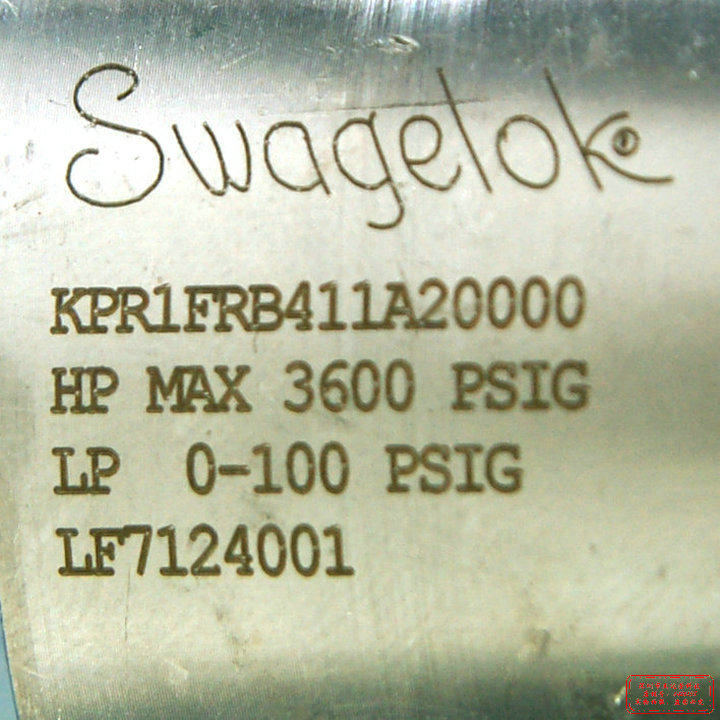 Swagelok
KPR1FRB411A20000
HP MAX 3600 PSIG
LP 0-100 PSIG
LF7124001